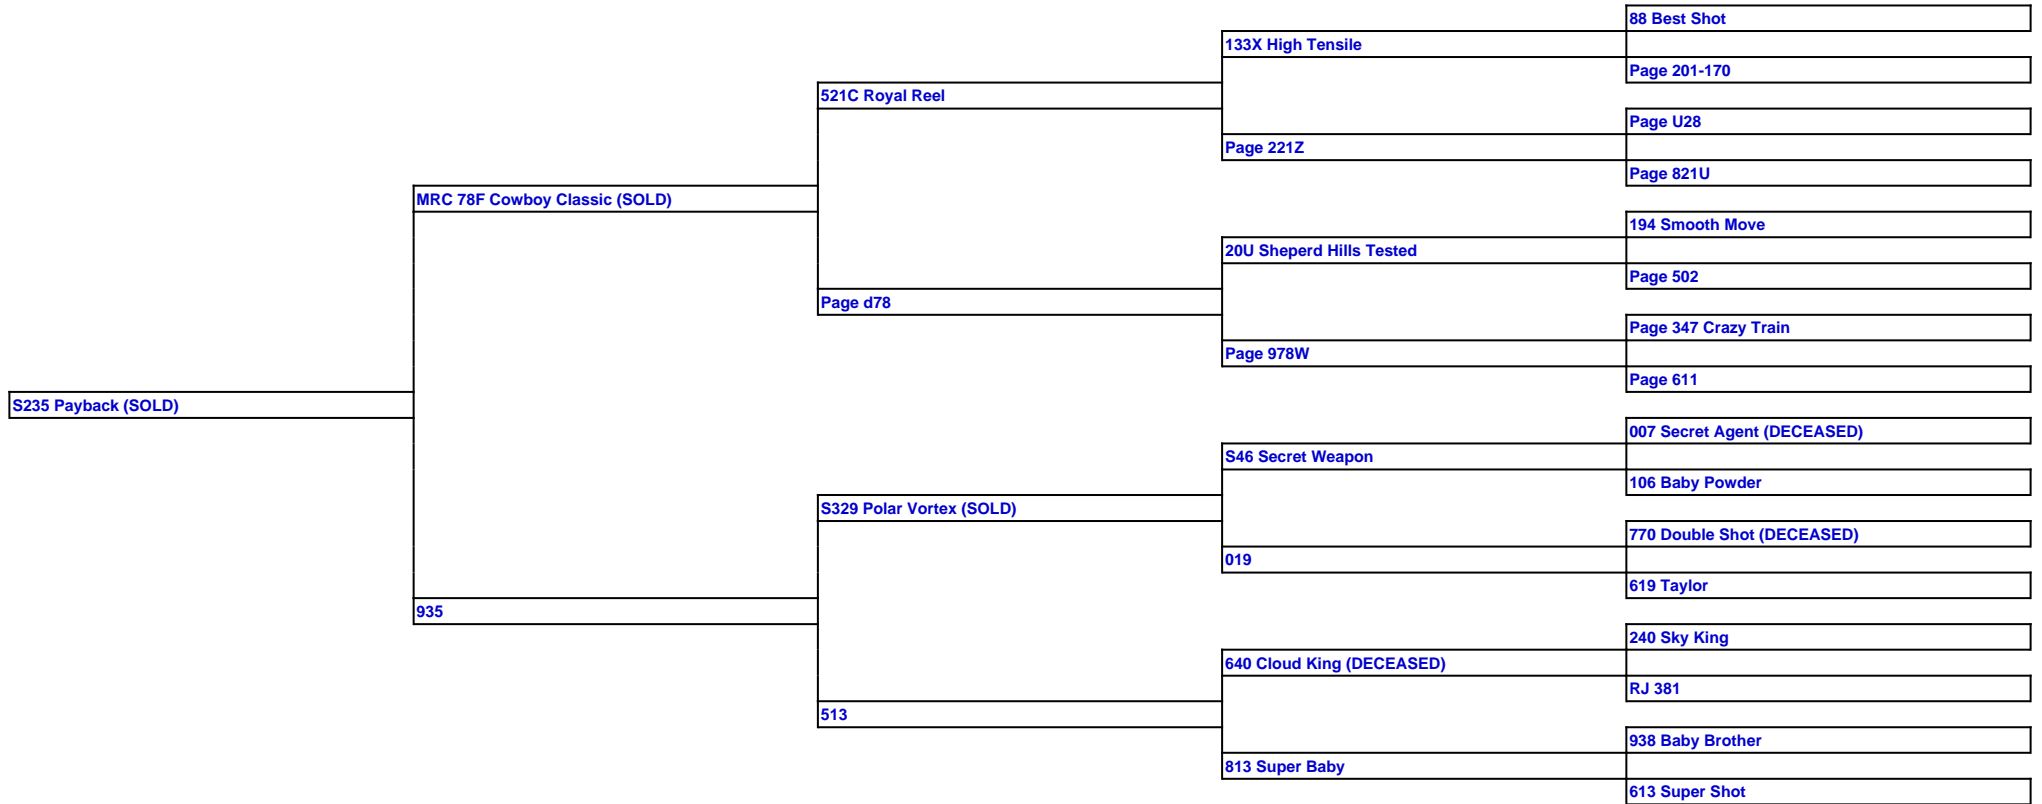 88 Best Shot
133X High Tensile
Page 201-170
521C Royal Reel
Page U28
Page 221Z
Page 821U
MRC 78F Cowboy Classic (SOLD)
194 Smooth Move
20U Sheperd Hills Tested
Page 502
Page d78
Page 347 Crazy Train
Page 978W
Page 611
S235 Payback (SOLD)
007 Secret Agent (DECEASED)
S46 Secret Weapon
106 Baby Powder
S329 Polar Vortex (SOLD)
770 Double Shot (DECEASED)
019
619 Taylor
935
240 Sky King
640 Cloud King (DECEASED)
RJ 381
513
938 Baby Brother
813 Super Baby
613 Super Shot